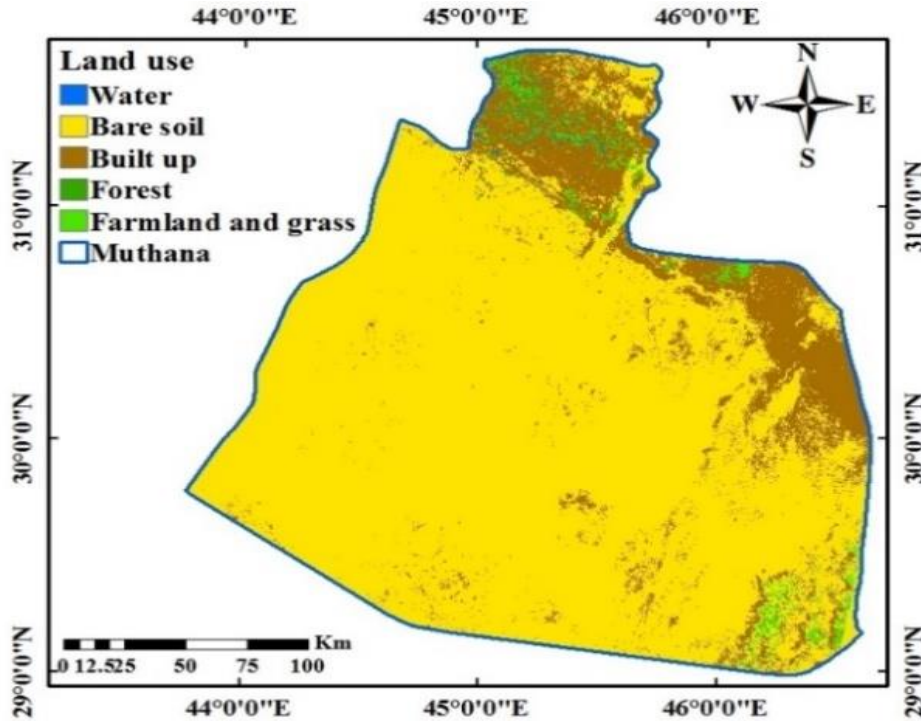 44°0'0"E 45°0'0"E 46°0'0"E
Land use
Water
Bare soil
Built up
Forest
Farmland and grass
Muthana
N
W E
S
31°0'0"N
30°0'0"N
29°0'0"N
31°0'0"N
30°0'0"N
29°0'0"N
Km
0 12.525 50 75 100
44°0'0"E 45°0'0"E 46°0'0"E